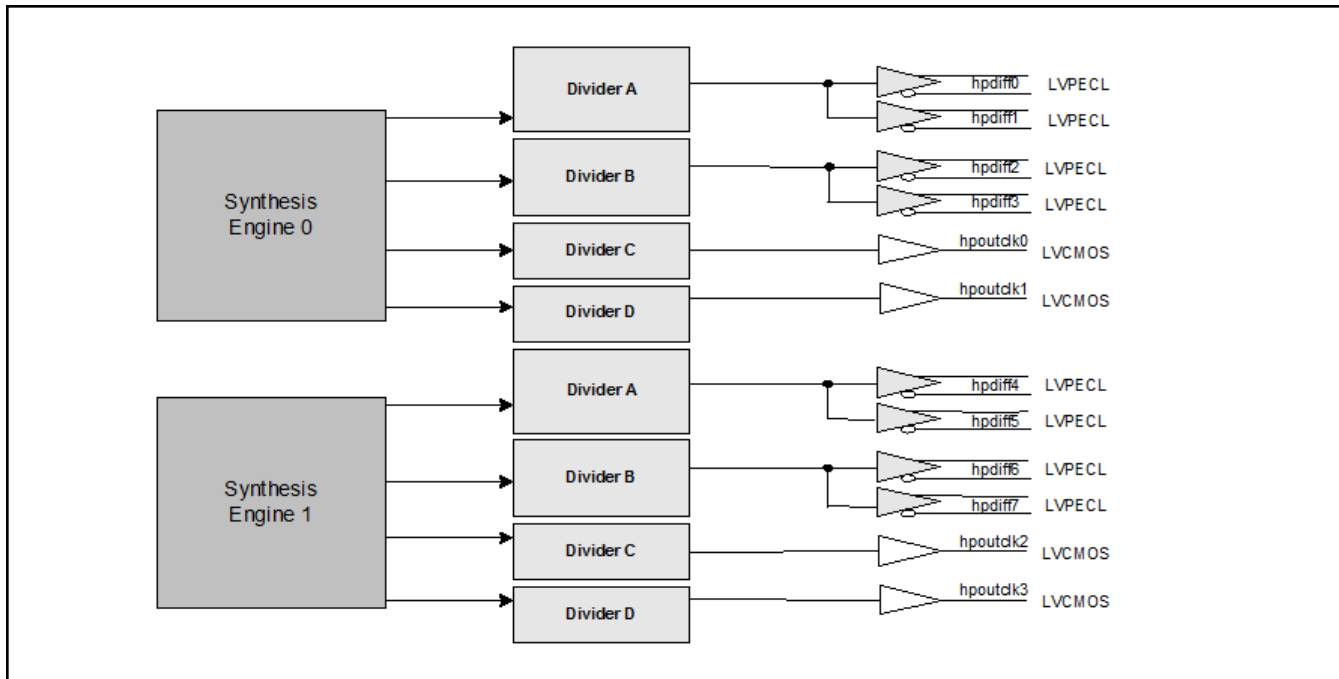 Divider A
hpdiff0 LVPECL
hpdiff1 LVPECL
Synthesis
Engine 0
Divider B
hpdiff2 LVPECL
hpdiff3 LVPECL
Divider C
hpoutclk0 LVCMOS
Divider D
hpoutclk1 LVCMOS
Divider A
hpdiff4 LVPECL
hpdiff5 LVPECL
Synthesis
Engine 1
Divider B
hpdiff6 LVPECL
hpdiff7 LVPECL
Divider C
hpoutclk2 LVCMOS
Divider D
hpoutclk3 LVCMOS